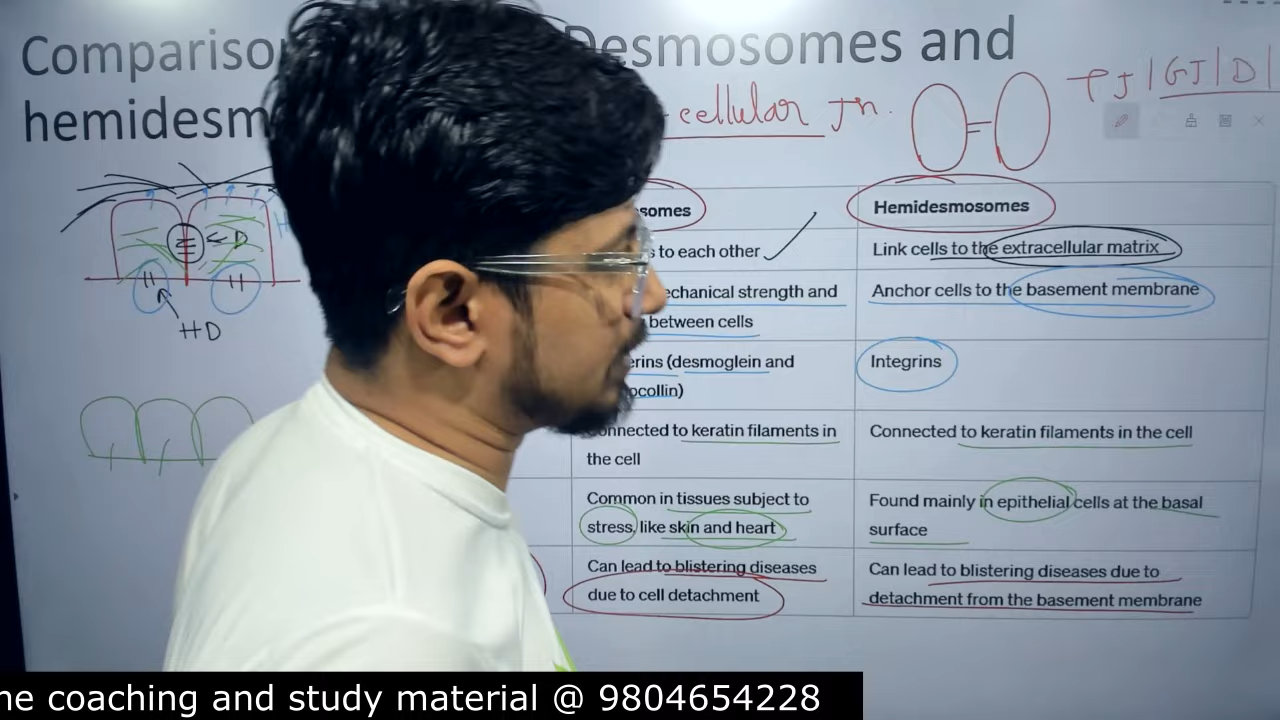 Compariso Desmosomes and
hemidesm
cellular Jn.
TJ | GJ | D |
somes
Hemidesmosomes
s to each other
Link cells to the extracellular matrix
echanical strength and
between cells
Anchor cells to the basement membrane
erins (desmoglein and
ocollin)
Integrins
onnected to keratin filaments in
the cell
Connected to keratin filaments in the cell
Common in tissues subject to
stress, like skin and heart
Found mainly in epithelial cells at the basal
surface
Can lead to blistering diseases
due to cell detachment
Can lead to blistering diseases due to
detachment from the basement membrane
D
H
HD
ne coaching and study material @ 9804654228